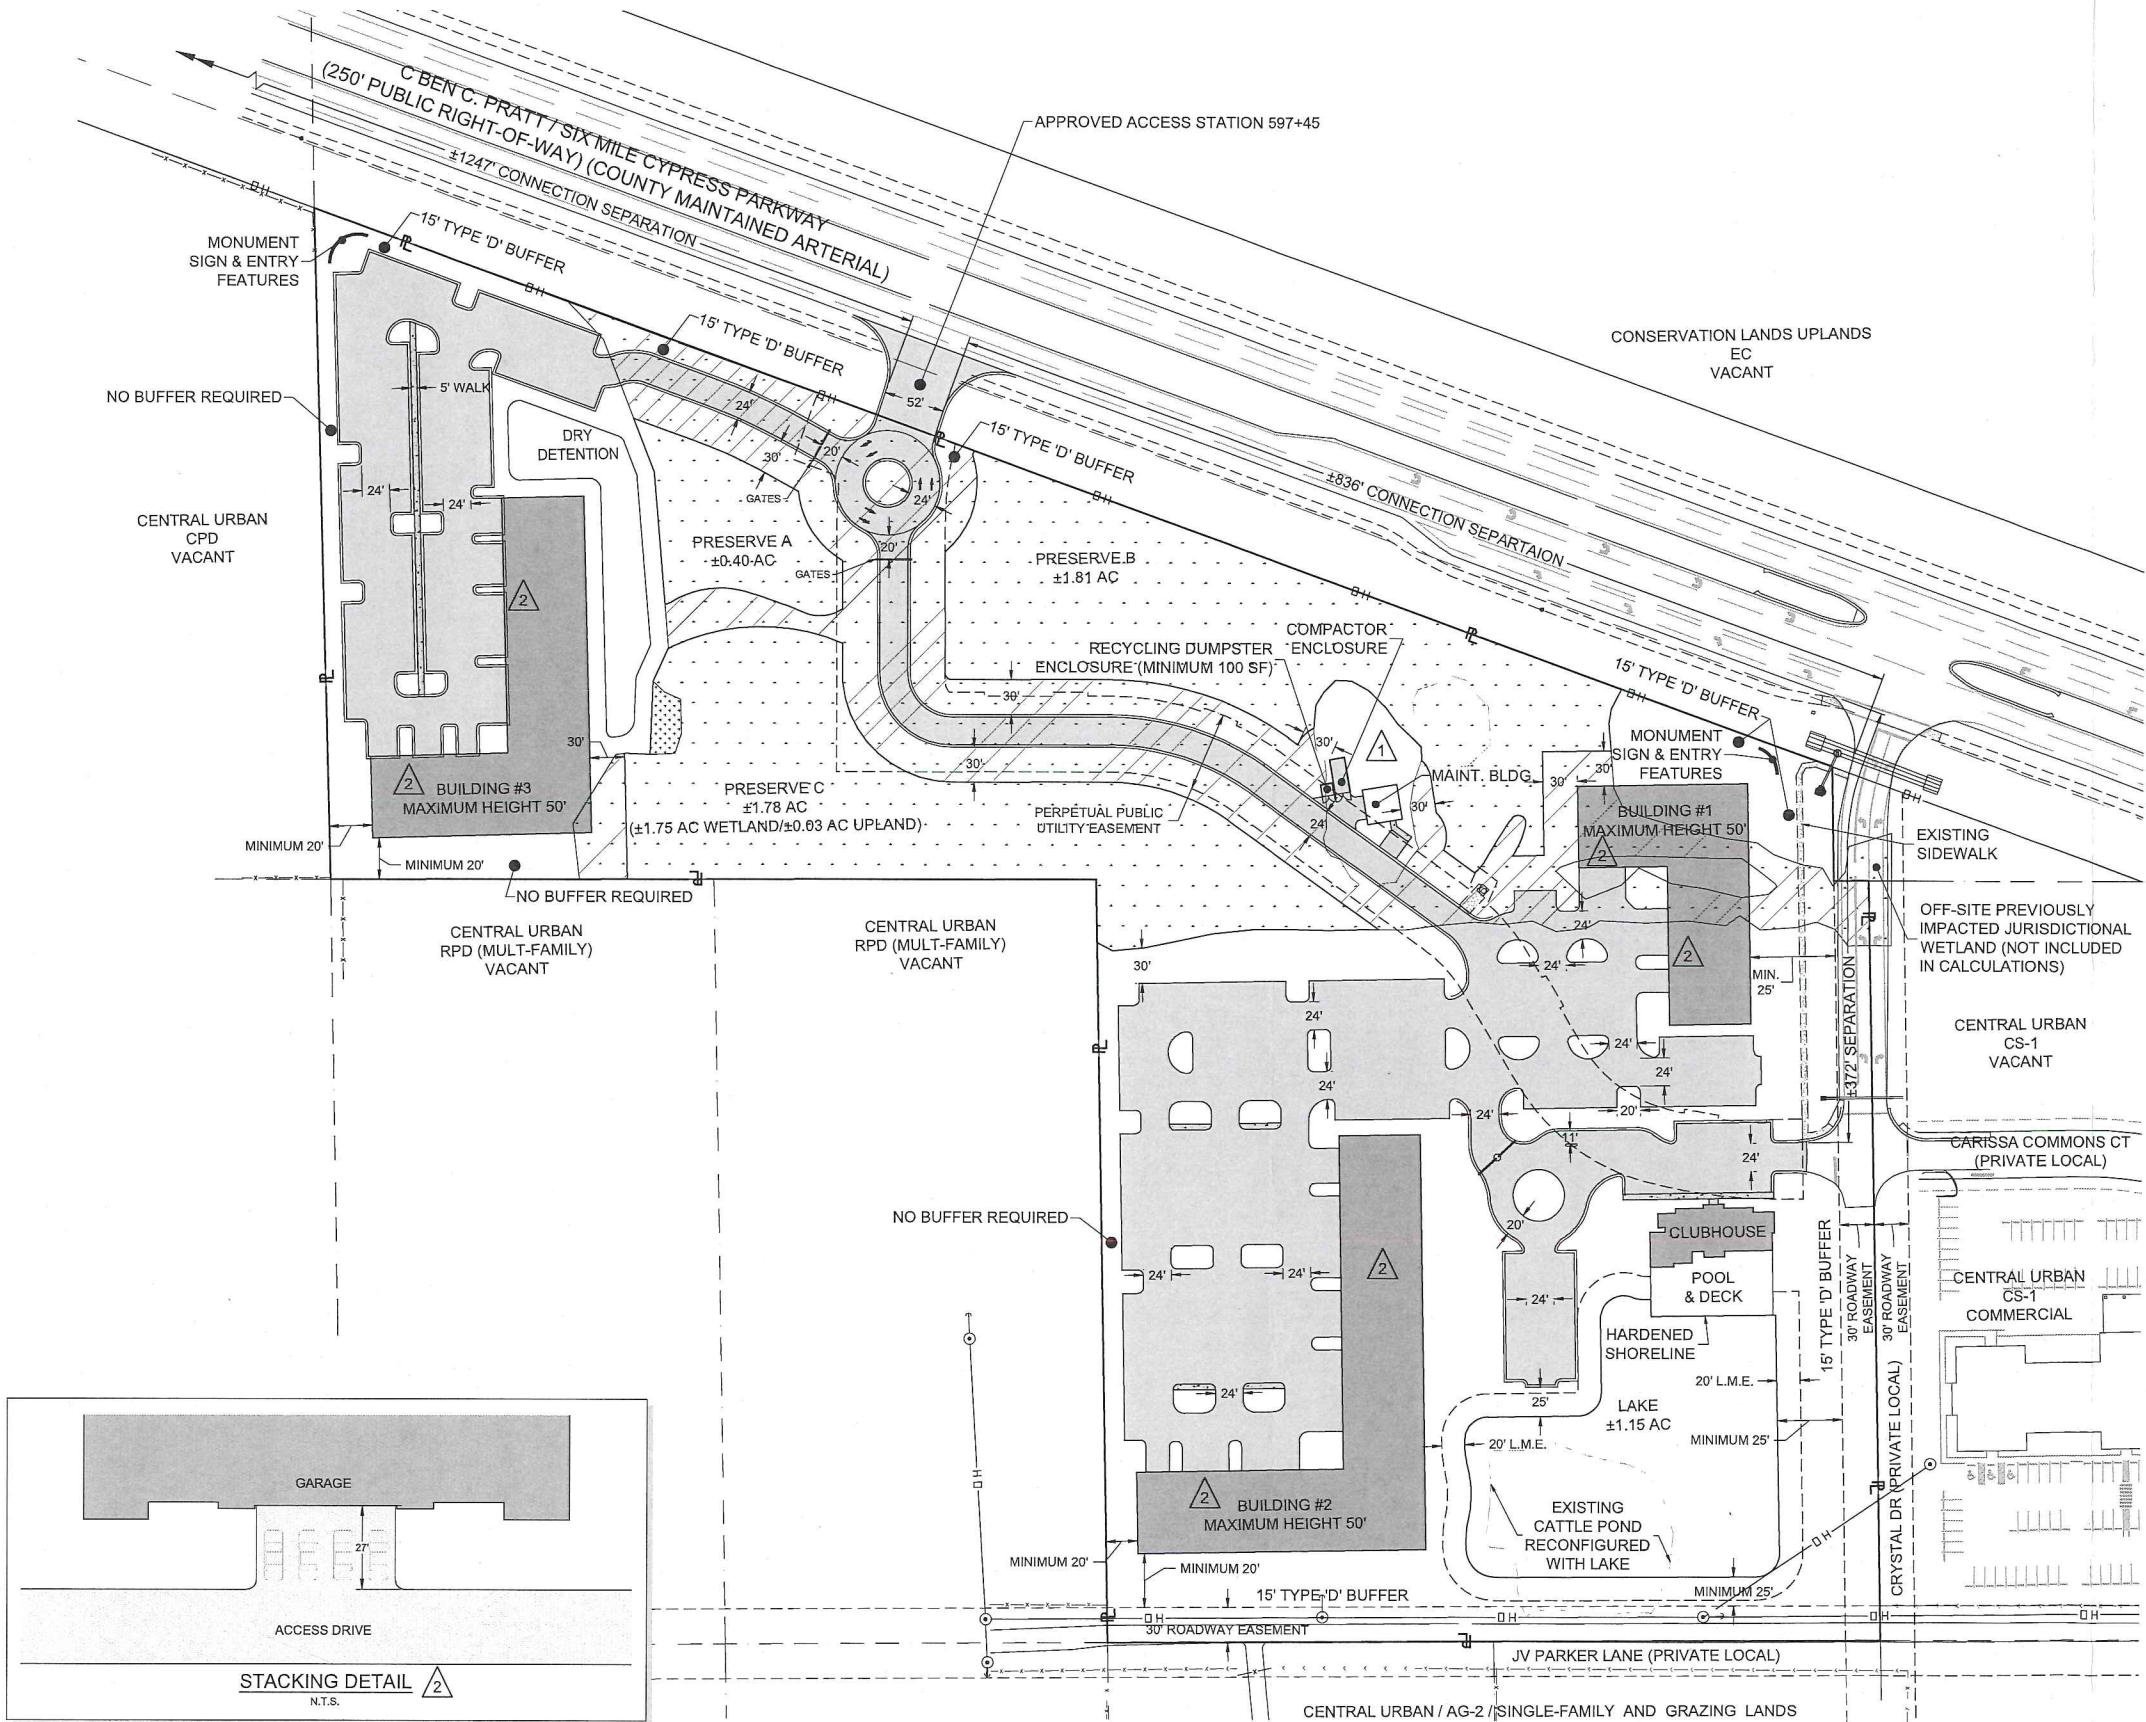 C BEN C. PRATT / SIX MILE CYPRESS PARKWAY
(250' PUBLIC RIGHT-OF-WAY) (COUNTY MAINTAINED ARTERIAL)
±1247' CONNECTION SEPARATION
APPROVED ACCESS STATION 597+45
MONUMENT
SIGN & ENTRY
FEATURES
15' TYPE 'D' BUFFER
15' TYPE 'D' BUFFER
CONSERVATION LANDS UPLANDS
EC
VACANT
NO BUFFER REQUIRED
5' WALK
24'
52'
15' TYPE 'D' BUFFER
DRY
DETENTION
30'
20'
24'
GATES
±836' CONNECTION SEPARTAION
24'
24'
CENTRAL URBAN
CPD
VACANT
PRESERVE A
±0.40 AC
20'
GATES
PRESERVE B
±1.81 AC
2
RECYCLING DUMPSTER
ENCLOSURE (MINIMUM 100 SF)
COMPACTOR
ENCLOSURE
15' TYPE 'D' BUFFER
30'
30'
1
30'
30'
MONUMENT
SIGN & ENTRY
FEATURES
30'
30'
MAINT. BLDG.
30'
2
BUILDING #3
MAXIMUM HEIGHT 50'
PRESERVE C
±1.78 AC
(±1.75 AC WETLAND/±0.03 AC UPLAND)
PERPETUAL PUBLIC
UTILITY EASEMENT
24'
BUILDING #1
MAXIMUM HEIGHT 50'
2
EXISTING
SIDEWALK
MINIMUM 20'
MINIMUM 20'
NO BUFFER REQUIRED
CENTRAL URBAN
RPD (MULT-FAMILY)
VACANT
CENTRAL URBAN
RPD (MULT-FAMILY)
VACANT
OFF-SITE PREVIOUSLY
IMPACTED JURISDICTIONAL
WETLAND (NOT INCLUDED
IN CALCULATIONS)
30'
24'
24'
2
MIN.
25'
±372' SEPARATION
24'
24'
24'
24'
24'
20'
CENTRAL URBAN
CS-1
VACANT
11'
24'
CARISSA COMMONS CT
(PRIVATE LOCAL)
NO BUFFER REQUIRED
20'
CLUBHOUSE
POOL
& DECK
15' TYPE 'D' BUFFER
30' ROADWAY
EASEMENT
30' ROADWAY
EASEMENT
CENTRAL URBAN
CS-1
COMMERCIAL
24'
24'
2
24'
HARDENED
SHORELINE
20' L.M.E.
24'
25'
LAKE
±1.15 AC
20' L.M.E.
MINIMUM 25'
CRYSTAL DR (PRIVATE LOCAL)
2
BUILDING #2
MAXIMUM HEIGHT 50'
EXISTING
CATTLE POND
RECONFIGURED
WITH LAKE
MINIMUM 20'
MINIMUM 20'
MINIMUM 25'
15' TYPE 'D' BUFFER
30' ROADWAY EASEMENT
JV PARKER LANE (PRIVATE LOCAL)
CENTRAL URBAN / AG-2 / SINGLE-FAMILY AND GRAZING LANDS
GARAGE
27'
ACCESS DRIVE
STACKING DETAIL 2
N.T.S.